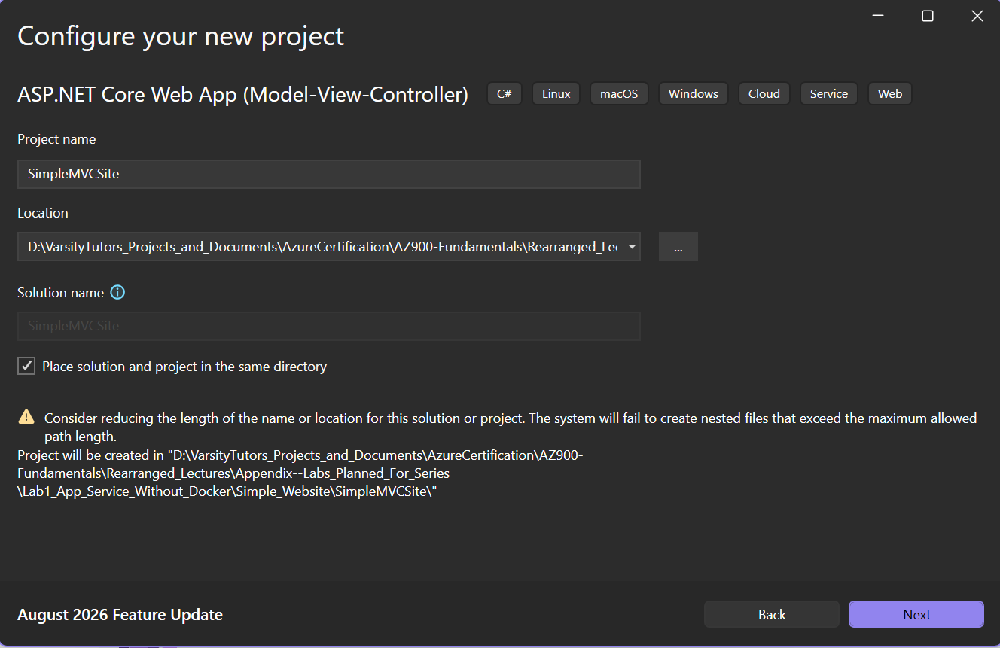 Configure your new project
ASP.NET Core Web App (Model-View-Controller) C# Linux macOS Windows Cloud Service Web
Project name
SimpleMVCSite
Location
D:\VarsityTutors_Projects_and_Documents\AzureCertification\AZ900-Fundamentals\Rearranged_Lec
...
Solution name
SimpleMVCSite
Place solution and project in the same directory
Consider reducing the length of the name or location for this solution or project. The system will fail to create nested files that exceed the maximum allowed
path length.
Project will be created in "D:\VarsityTutors_Projects_and_Documents\AzureCertification\AZ900-
Fundamentals\Rearranged_Lectures\Appendix--Labs_Planned_For_Series
\Lab1_App_Service_Without_Docker\Simple_Website\SimpleMVCSite\"
August 2026 Feature Update
Back
Next